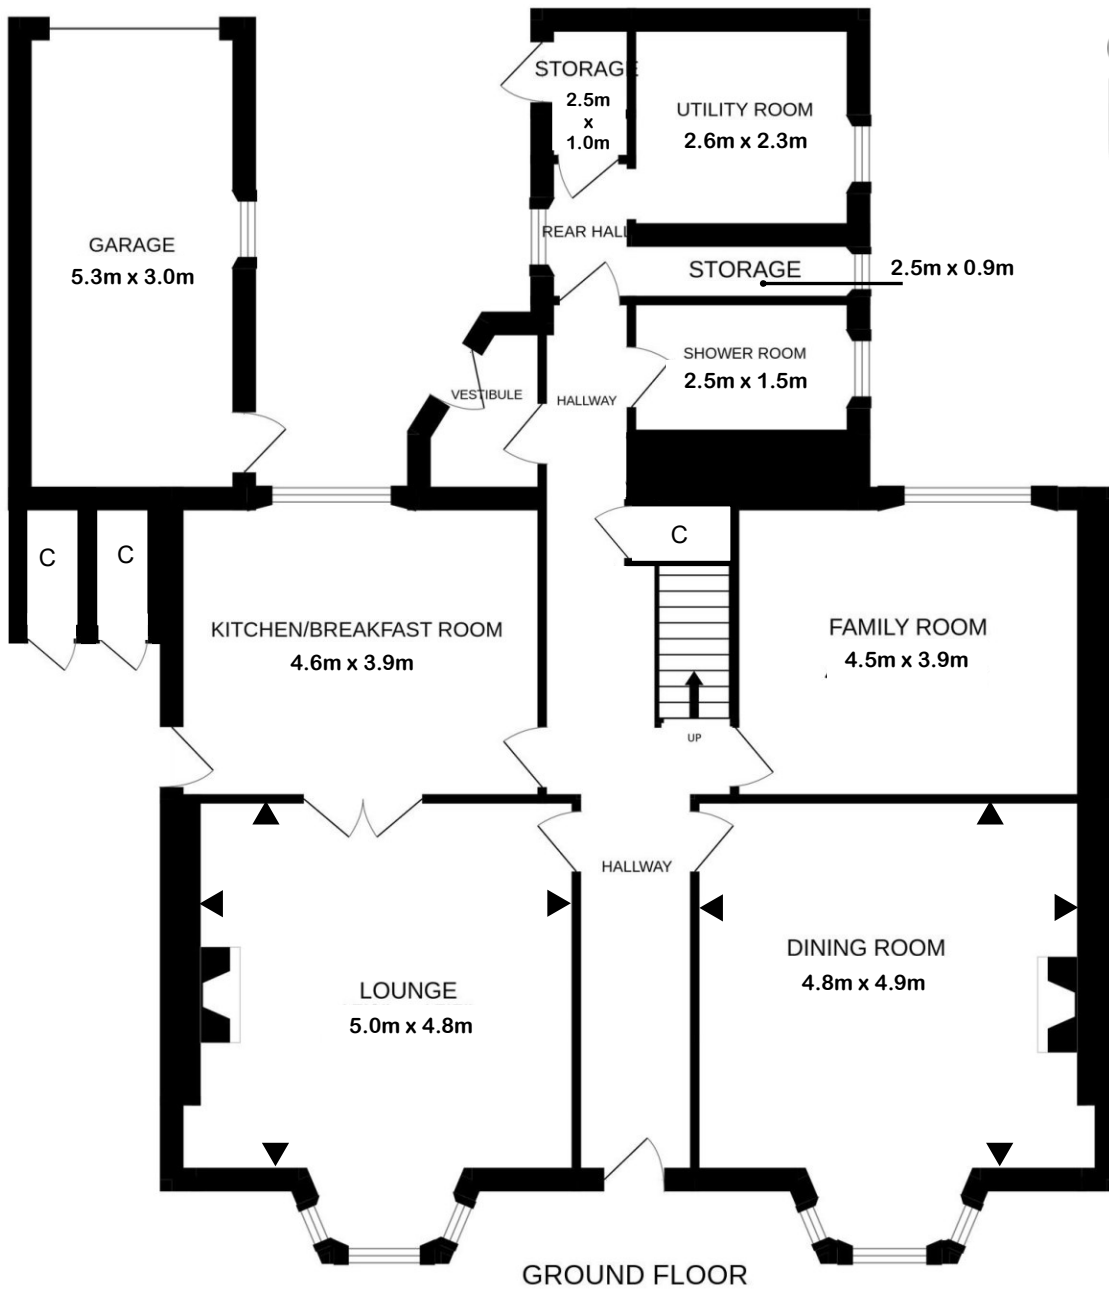 STORAGE
2.5m
x
1.0m
UTILITY ROOM
2.6m x 2.3m
GARAGE
5.3m x 3.0m
REAR HALL
STORAGE
2.5m x 0.9m
SHOWER ROOM
2.5m x 1.5m
VESTIBULE
HALLWAY
C
C
C
KITCHEN/BREAKFAST ROOM
4.6m x 3.9m
FAMILY ROOM
4.5m x 3.9m
UP
HALLWAY
LOUNGE
5.0m x 4.8m
DINING ROOM
4.8m x 4.9m
GROUND FLOOR